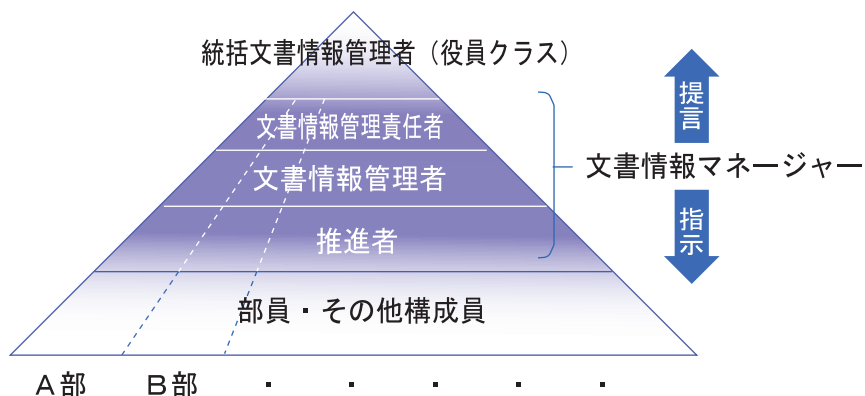 統括文書情報管理者（役員クラス）
文書情報管理責任者
文書情報管理者
推進者
部員・その他構成員
提言
文書情報マネージャー
指示
A部 B部 ・ ・ ・ ・ ・